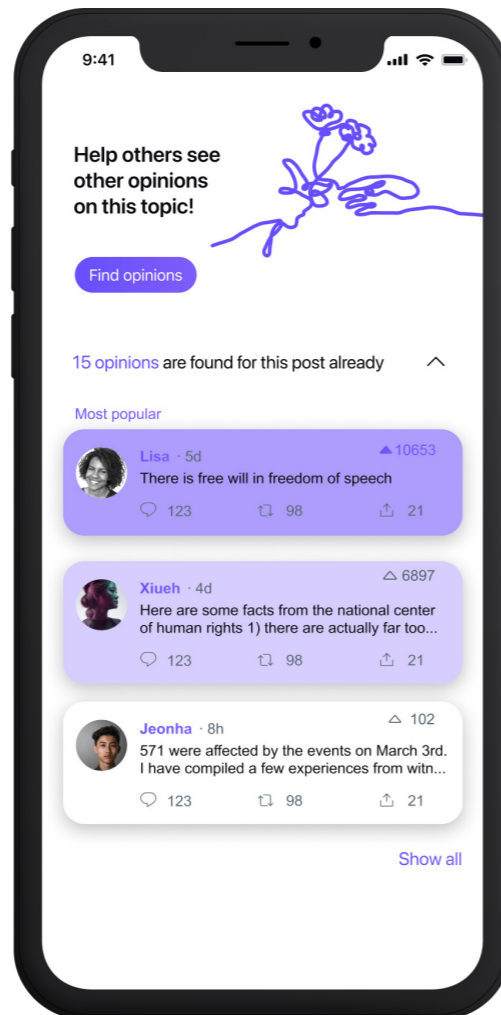 9:41
Help others see
other opinions
on this topic!
Find opinions
15 opinions are found for this post already
Most popular
Lisa · 5d
10653
There is free will in freedom of speech
123 98 21
Xiueh · 4d
6897
Here are some facts from the national center
of human rights 1) there are actually far too...
123 98 21
Jeonha · 8h
102
571 were affected by the events on March 3rd.
I have compiled a few experiences from witn...
123 98 21
Show all